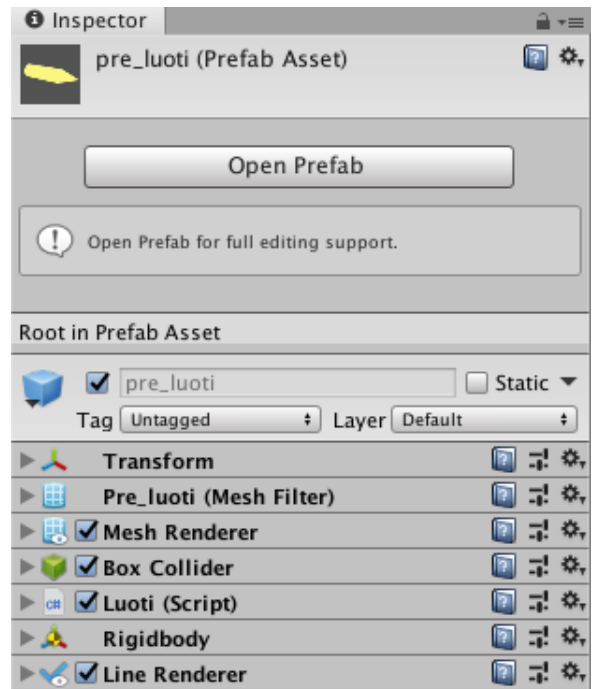 Inspector
pre_luoti (Prefab Asset)
Open Prefab
Open Prefab for full editing support.
Root in Prefab Asset
pre_luoti Static
Tag Untagged Layer Default
Transform
Pre_luoti (Mesh Filter)
Mesh Renderer
Box Collider
c# Luoti (Script)
Rigidbody
Line Renderer